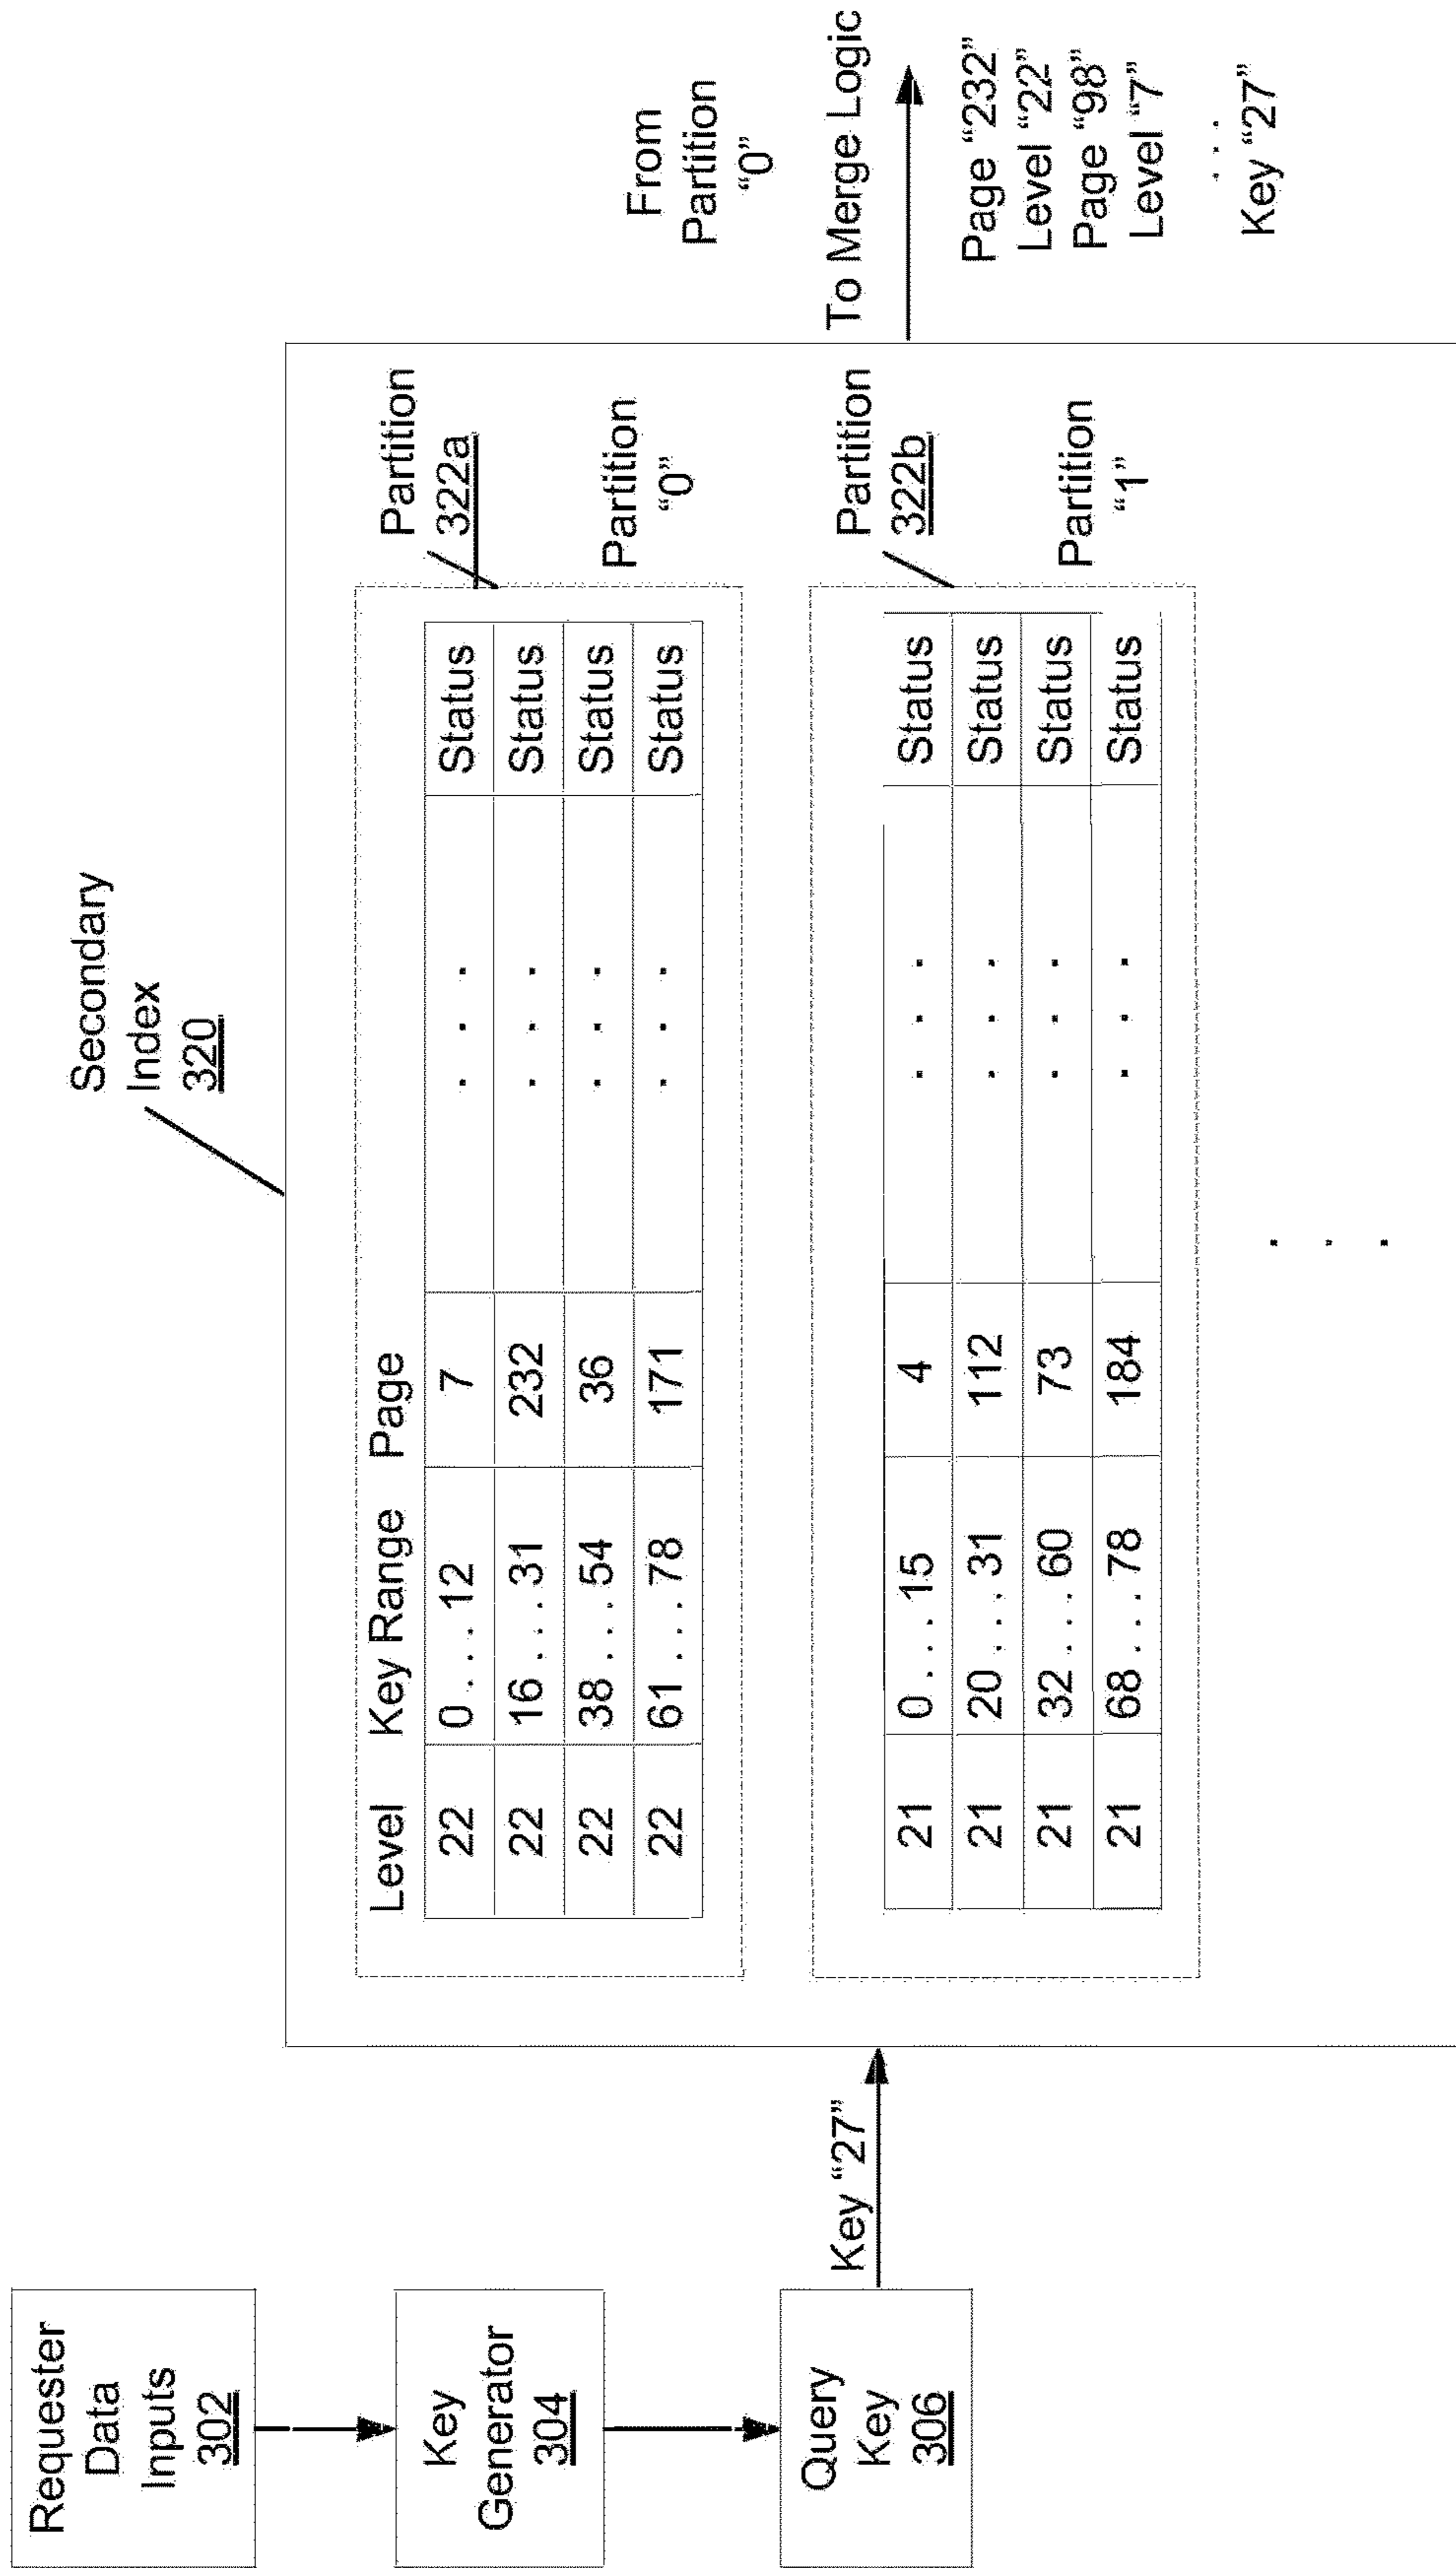 Requester
Data
Inputs
302
Key
Generator
304
Query
Key
306
Key “27”
Secondary
Index
320
Level Key Range Page
22 0 . . . 12 7 . . . Status
22 16 . . . 31 232 . . . Status
22 38 . . . 54 36 . . . Status
22 61 . . . 78 171 . . . Status
Partition
322a
Partition
“0”
21 0 . . . 15 4 . . . Status
21 20 . . . 31 112 . . . Status
21 32 . . . 60 73 . . . Status
21 68 . . . 78 184 . . . Status
Partition
322b
Partition
“1”
. . .
From
Partition
“0”
To Merge Logic
Page “232”
Level “22”
Page “98”
Level “7”
. . .
Key “27”